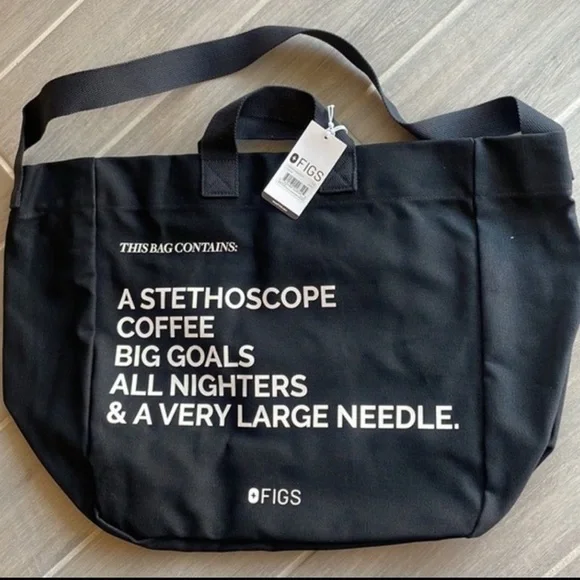 FIGS
THIS BAG CONTAINS:
A STETHOSCOPE
COFFEE
BIG GOALS
ALL NIGHTERS
& A VERY LARGE NEEDLE.
FIGS